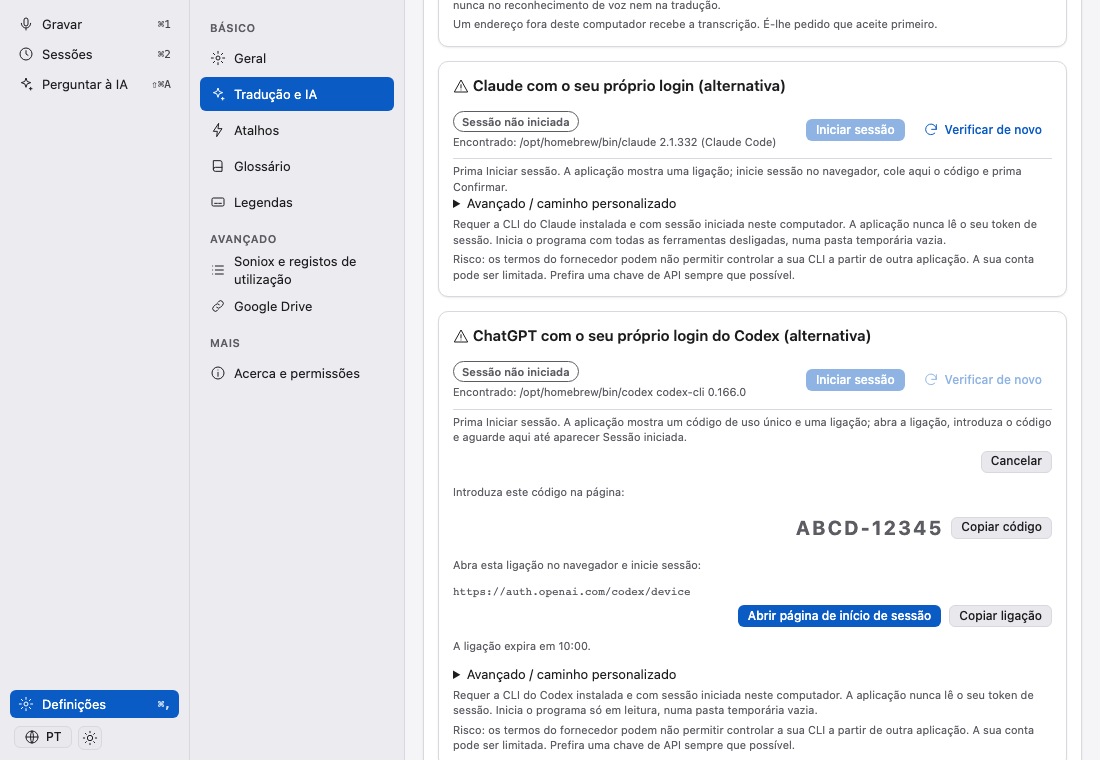 Gravar ⌘1
Sessões ⌘2
Perguntar à IA ⇧⌘A
Definições ⌘,
PT
BÁSICO
Geral
Tradução e IA
Atalhos
Glossário
Legendas
AVANÇADO
Soniox e registos de
utilização
Google Drive
MAIS
Acerca e permissões
nunca no reconhecimento de voz nem na tradução.
Um endereço fora deste computador recebe a transcrição. É-lhe pedido que aceite primeiro.
Claude com o seu próprio login (alternativa)
Sessão não iniciada
Encontrado: /opt/homebrew/bin/claude 2.1.332 (Claude Code)
Iniciar sessão
Verificar de novo
Prima Iniciar sessão. A aplicação mostra uma ligação; inicie sessão no navegador, cole aqui o código e prima
Confirmar.
Avançado / caminho personalizado
Requer a CLI do Claude instalada e com sessão iniciada neste computador. A aplicação nunca lê o seu token de
sessão. Inicia o programa com todas as ferramentas desligadas, numa pasta temporária vazia.
Risco: os termos do fornecedor podem não permitir controlar a sua CLI a partir de outra aplicação. A sua conta
pode ser limitada. Prefira uma chave de API sempre que possível.
ChatGPT com o seu próprio login do Codex (alternativa)
Sessão não iniciada
Encontrado: /opt/homebrew/bin/codex codex-cli 0.166.0
Iniciar sessão
Verificar de novo
Prima Iniciar sessão. A aplicação mostra um código de uso único e uma ligação; abra a ligação, introduza o código
e aguarde aqui até aparecer Sessão iniciada.
Cancelar
Introduza este código na página:
ABCD-12345
Copiar código
Abra esta ligação no navegador e inicie sessão:
https://auth.openai.com/codex/device
Abrir página de início de sessão
Copiar ligação
A ligação expira em 10:00.
Avançado / caminho personalizado
Requer a CLI do Codex instalada e com sessão iniciada neste computador. A aplicação nunca lê o seu token de
sessão. Inicia o programa só em leitura, numa pasta temporária vazia.
Risco: os termos do fornecedor podem não permitir controlar a sua CLI a partir de outra aplicação. A sua conta
pode ser limitada. Prefira uma chave de API sempre que possível.